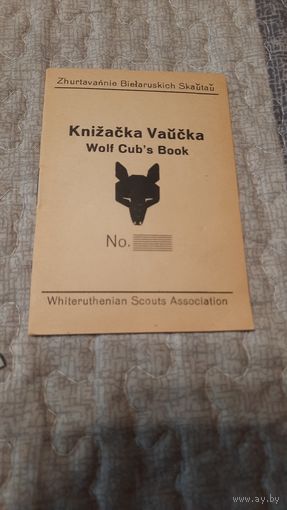 Zhurtavańnie Biełaruskich Skaŭtaŭ
Knižačka Vaŭčka
Wolf Cub's Book
No.
Whiteruthenian Scouts Association
www.ay.by